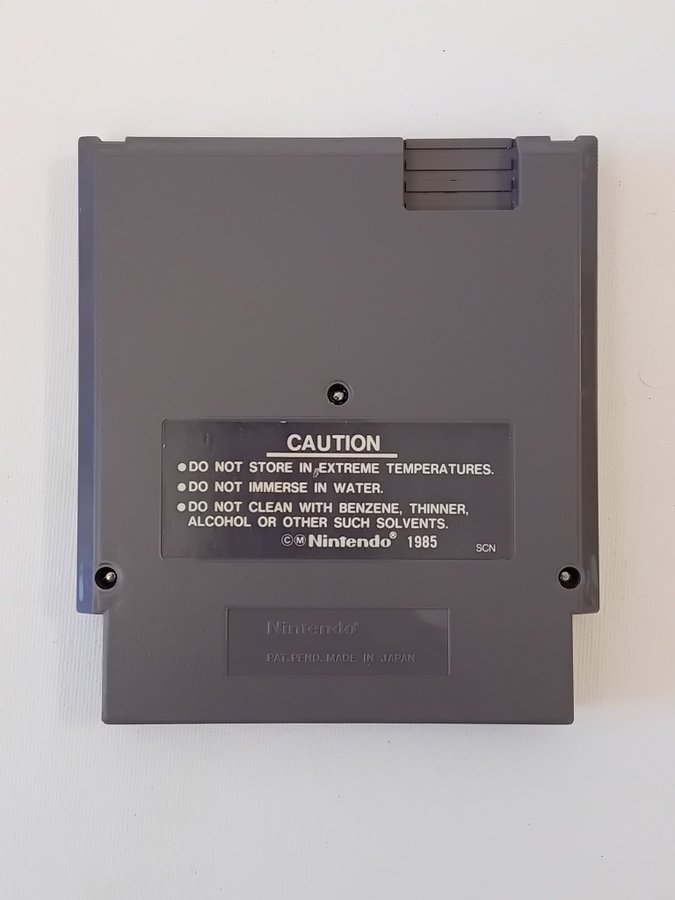 CAUTION
●DO NOT STORE IN EXTREME TEMPERATURES.
●DO NOT IMMERSE IN WATER.
●DO NOT CLEAN WITH BENZENE, THINNER,
ALCOHOL OR OTHER SUCH SOLVENTS.
©Ⓜ Nintendo® 1985
SCN
Nintendo®
PAT. PEND. MADE IN JAPAN